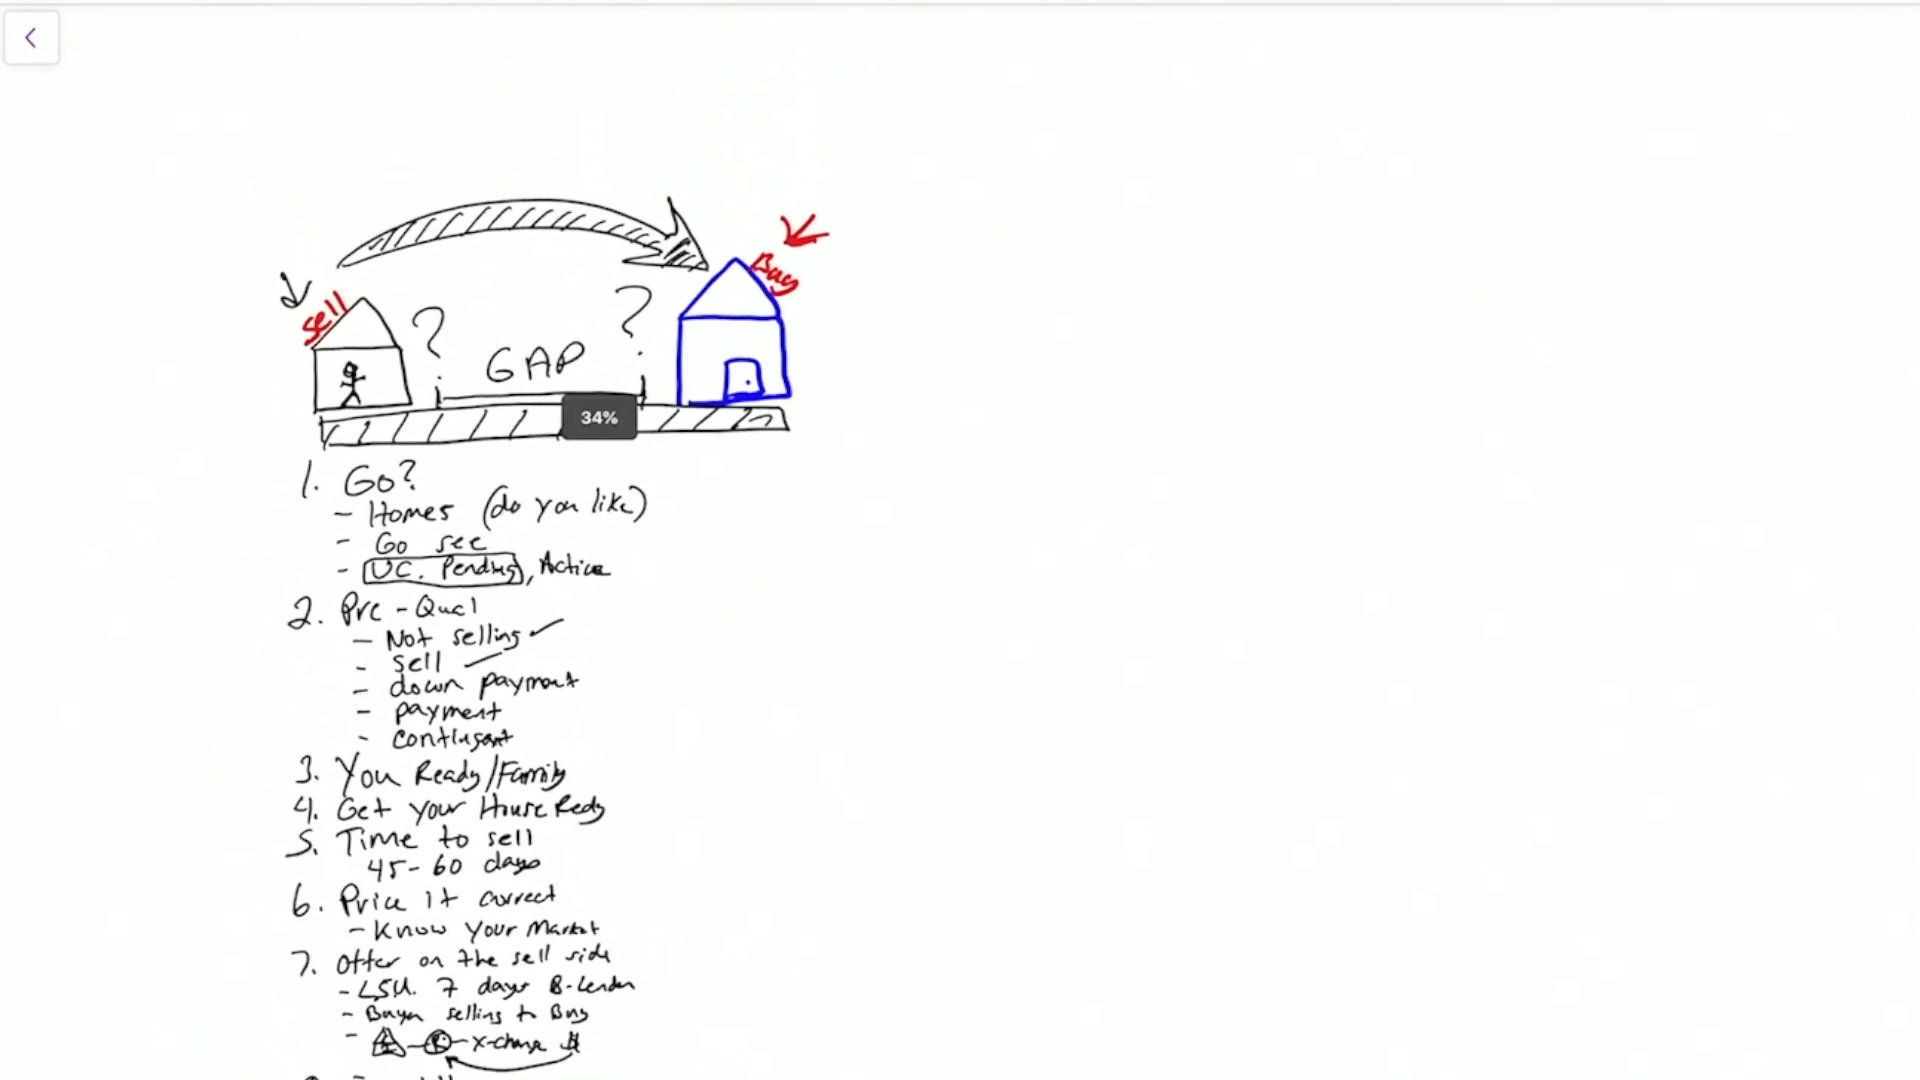 Buy
sell
? ?
GAP
34%
1. Go?
- Homes (do you like)
- Go see
- UC. Pending, Active
2. Pre-Qual
- Not selling
- sell
- down payment
- payment
- contingent
3. You Ready/Family
4. Get your House Redy
5. Time to sell
45-60 days
6. Price it correct
- Know Your Market
7. Offer on the sell side
- 7 days B-Lender
- Buyer selling to Buy
- x-change